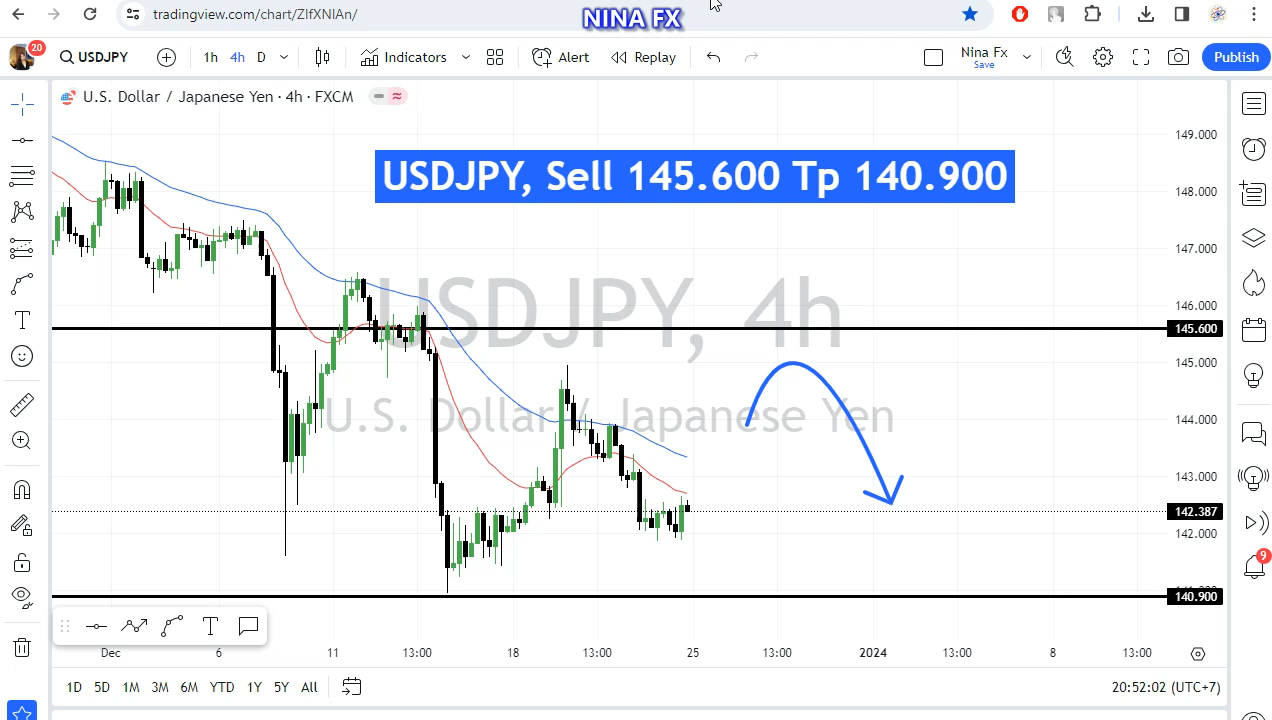 tradingview.com/chart/ZIfXNIAn/
NINA FX
20
USDJPY
1h
4h
D
Indicators
Alert
Replay
Nina Fx
Save
Publish
U.S. Dollar / Japanese Yen · 4h · FXCM
USDJPY, Sell 145.600 Tp 140.900
USDJPY, 4h
U.S. Dollar / Japanese Yen
149.000
148.000
147.000
146.000
145.600
145.000
144.000
143.000
142.387
142.000
140.900
9
Dec
6
11
13:00
18
13:00
25
13:00
2024
13:00
8
13:00
1D
5D
1M
3M
6M
YTD
1Y
5Y
All
20:52:02 (UTC+7)